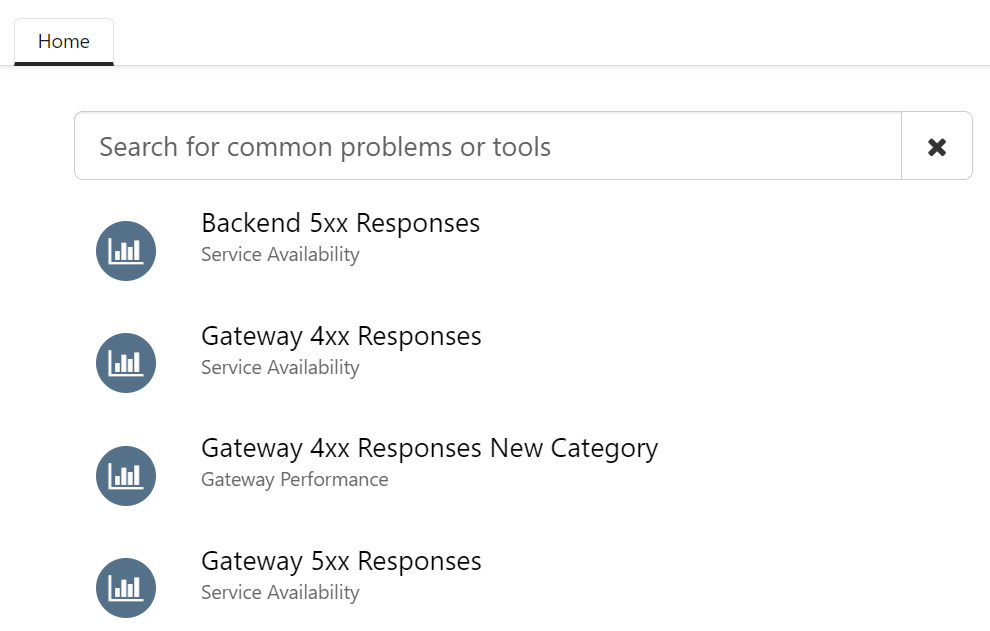 Home
Search for common problems or tools
Backend 5xx Responses
Service Availability
Gateway 4xx Responses
Service Availability
Gateway 4xx Responses New Category
Gateway Performance
Gateway 5xx Responses
Service Availability